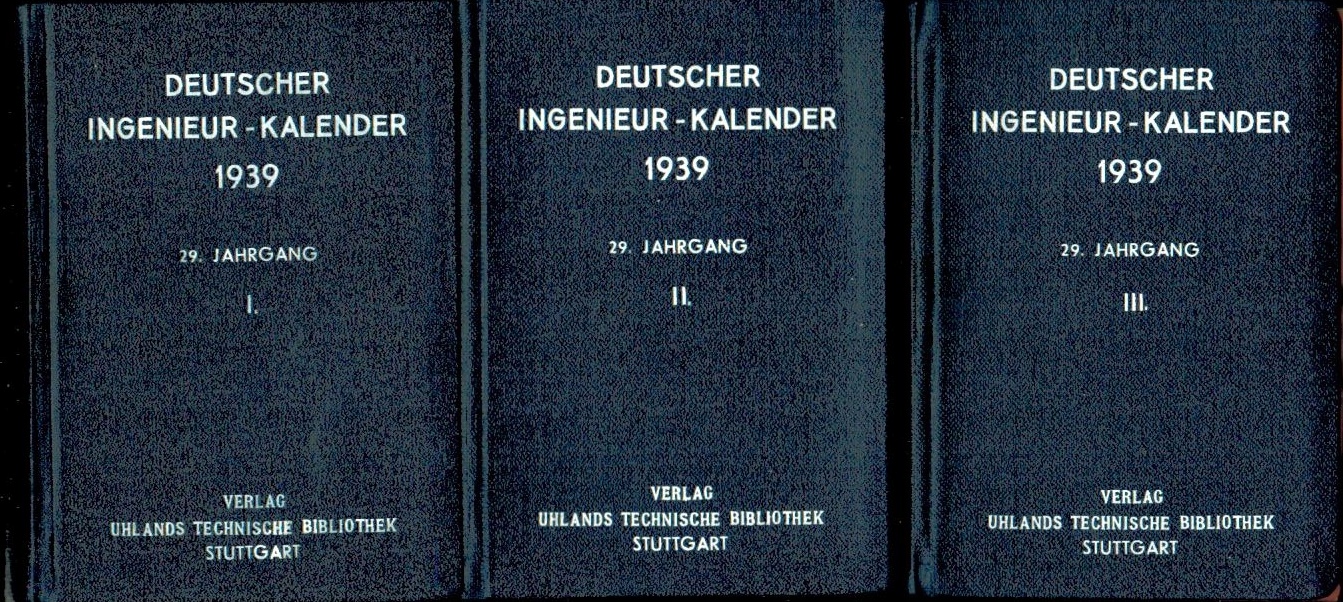 DEUTSCHER
INGENIEUR - KALENDER
1939
29. JAHRGANG
I.
VERLAG
UHLANDS TECHNISCHE BIBLIOTHEK
STUTTGART
DEUTSCHER
INGENIEUR - KALENDER
1939
29. JAHRGANG
II.
VERLAG
UHLANDS TECHNISCHE BIBLIOTHEK
STUTTGART
DEUTSCHER
INGENIEUR - KALENDER
1939
29. JAHRGANG
III.
VERLAG
UHLANDS TECHNISCHE BIBLIOTHEK
STUTTGART